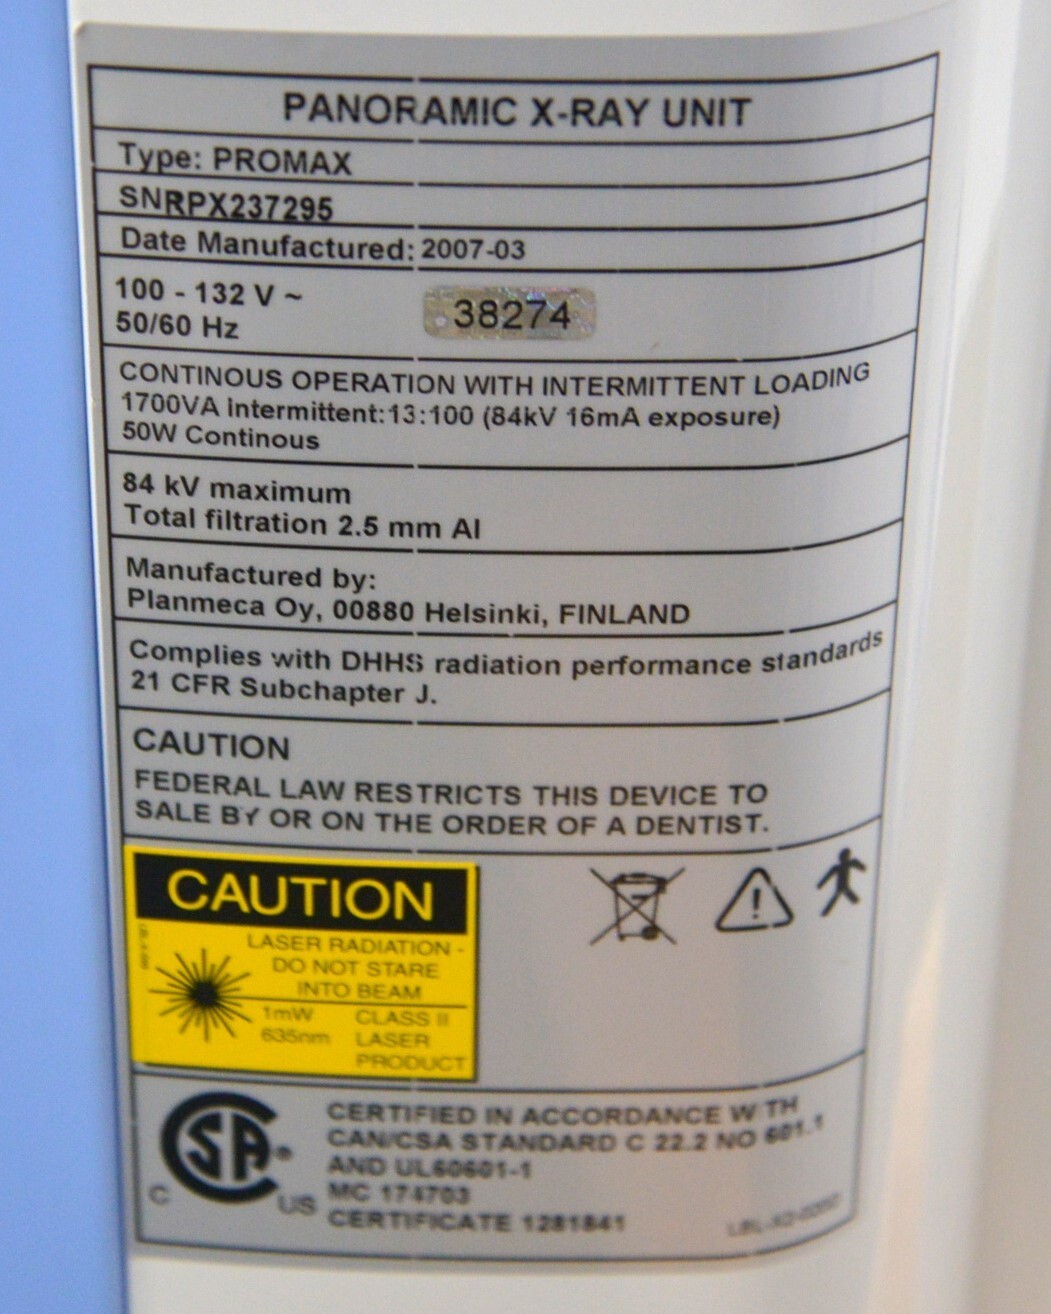 PANORAMIC X-RAY UNIT
Type: PROMAX
SNRPX237295
Date Manufactured: 2007-03
100 - 132 V ~
50/60 Hz
38274
CONTINOUS OPERATION WITH INTERMITTENT LOADING
1700VA Intermittent:13:100 (84kV 16mA exposure)
50W Continous
84 kV maximum
Total filtration 2.5 mm Al
Manufactured by:
Planmeca Oy, 00880 Helsinki, FINLAND
Complies with DHHS radiation performance standards
21 CFR Subchapter J.
CAUTION
FEDERAL LAW RESTRICTS THIS DEVICE TO
SALE BY OR ON THE ORDER OF A DENTIST.
CAUTION
LASER RADIATION -
DO NOT STARE
INTO BEAM
1mW CLASS II
635nm LASER
PRODUCT
SA ®
C US
CERTIFIED IN ACCORDANCE WITH
CAN/CSA STANDARD C 22.2 NO 601.1
AND UL60601-1
MC 174703
CERTIFICATE 1281841